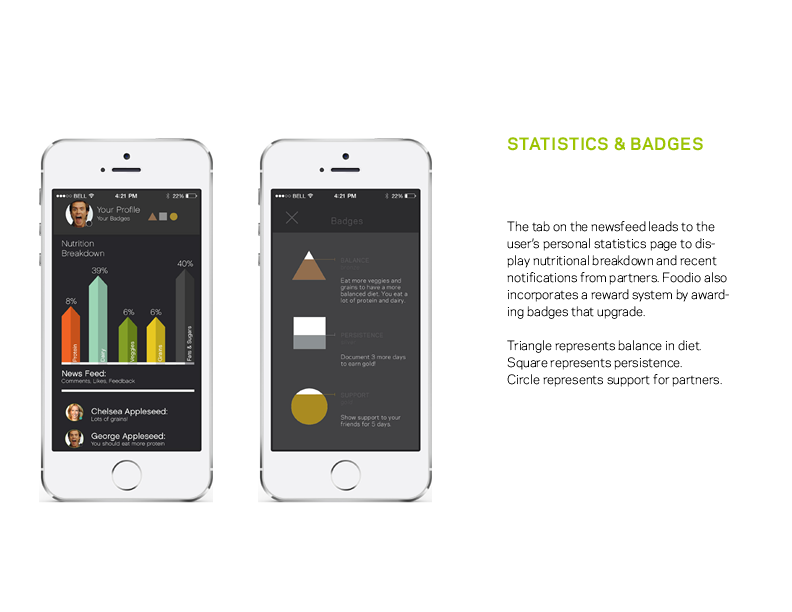 STATISTICS & BADGES
The tab on the newsfeed leads to the
user's personal statistics page to dis-
play nutritional breakdown and recent
notifications from partners. Foodio also
incorporates a reward system by award-
ing badges that upgrade.
Triangle represents balance in diet.
Square represents persistence.
Circle represents support for partners.
BELL 4:21 PM 22%
Your Profile
Your Badges
Nutrition
Breakdown
8% 39% 6% 6% 40%
Protein Dairy Veggies Grains Fats & Sugars
News Feed:
Comments, Likes, Feedback
Chelsea Appleseed:
Lots of grains!
George Appleseed:
You should eat more protein
BELL 4:21 PM 22%
Badges
BALANCE
Eat more veggies and
grains to have a more
balanced diet. You eat a
lot of protein and dairy.
PERSISTENCE
Document 3 more days
to earn gold!
SUPPORT
Show support to your
friends for 5 days.